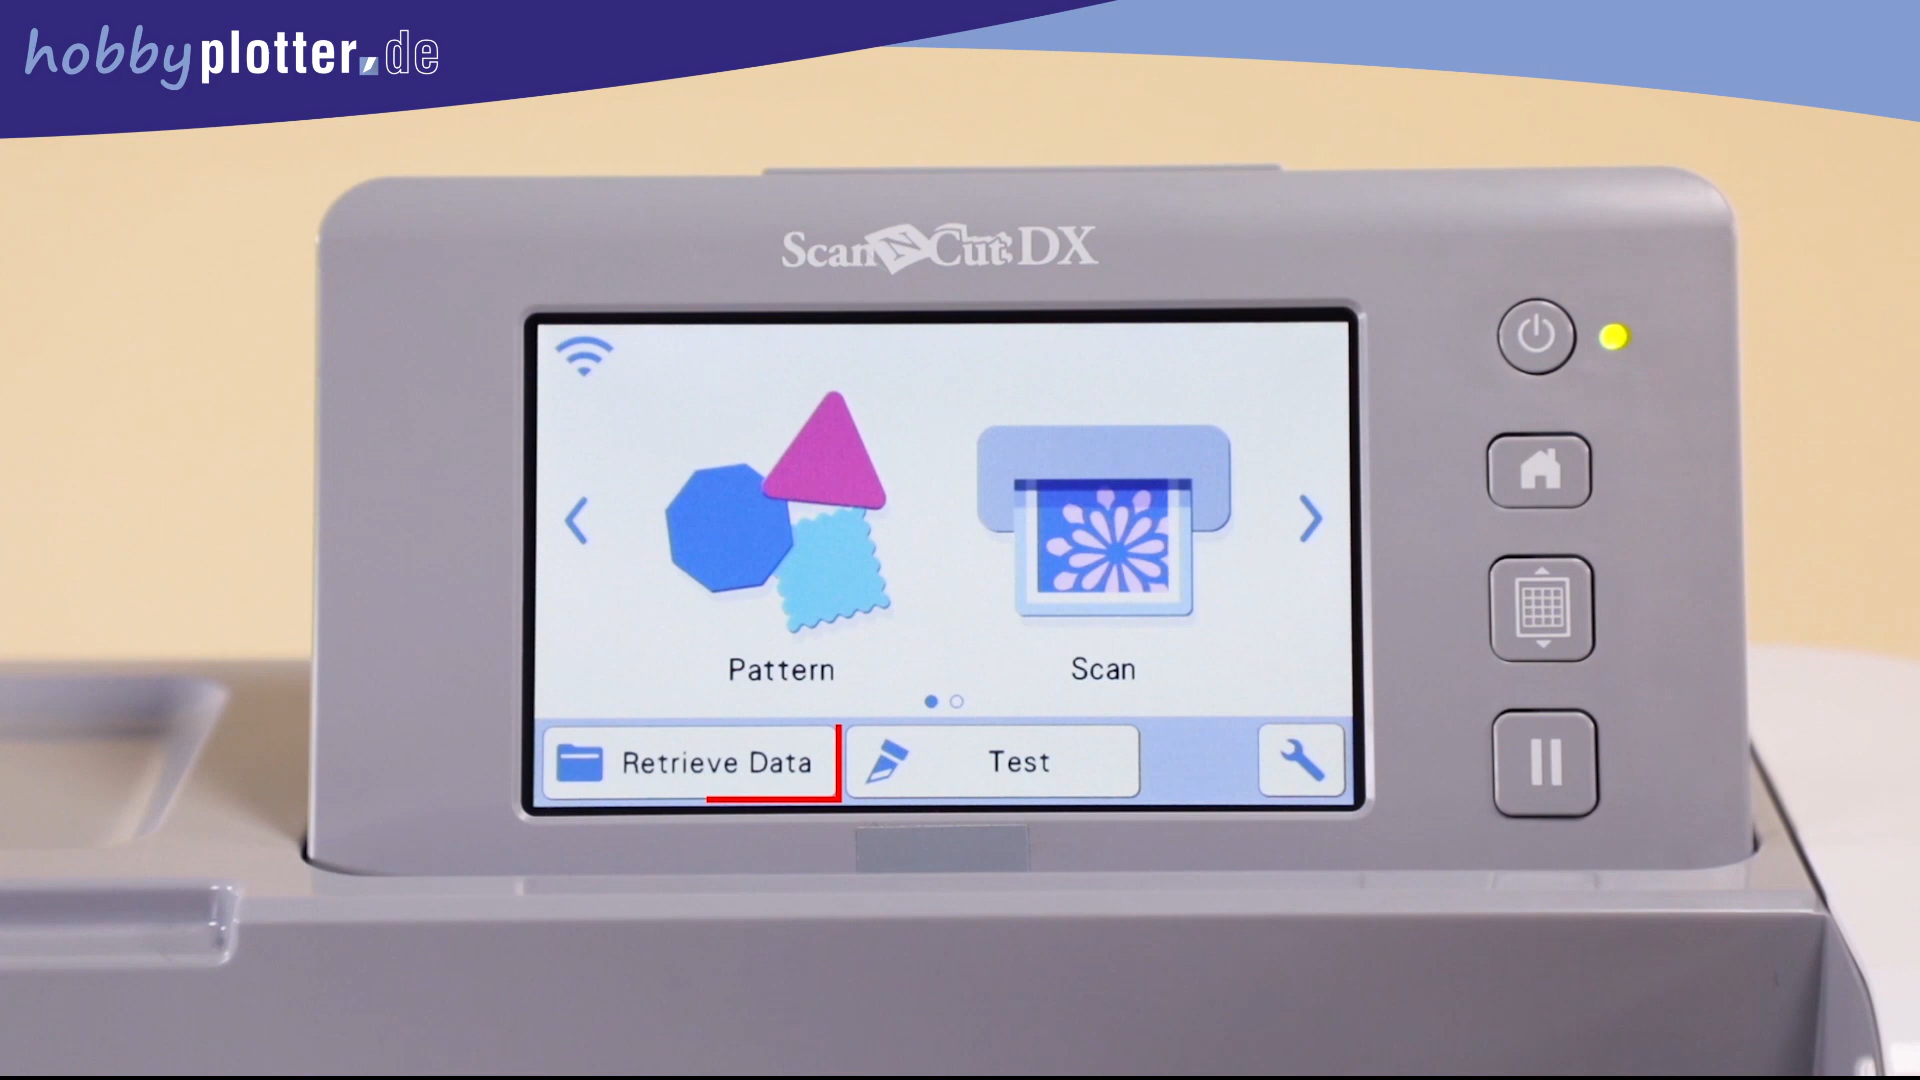 hobbyplotter.de
ScanNCut DX
Pattern
Scan
Retrieve Data
Test